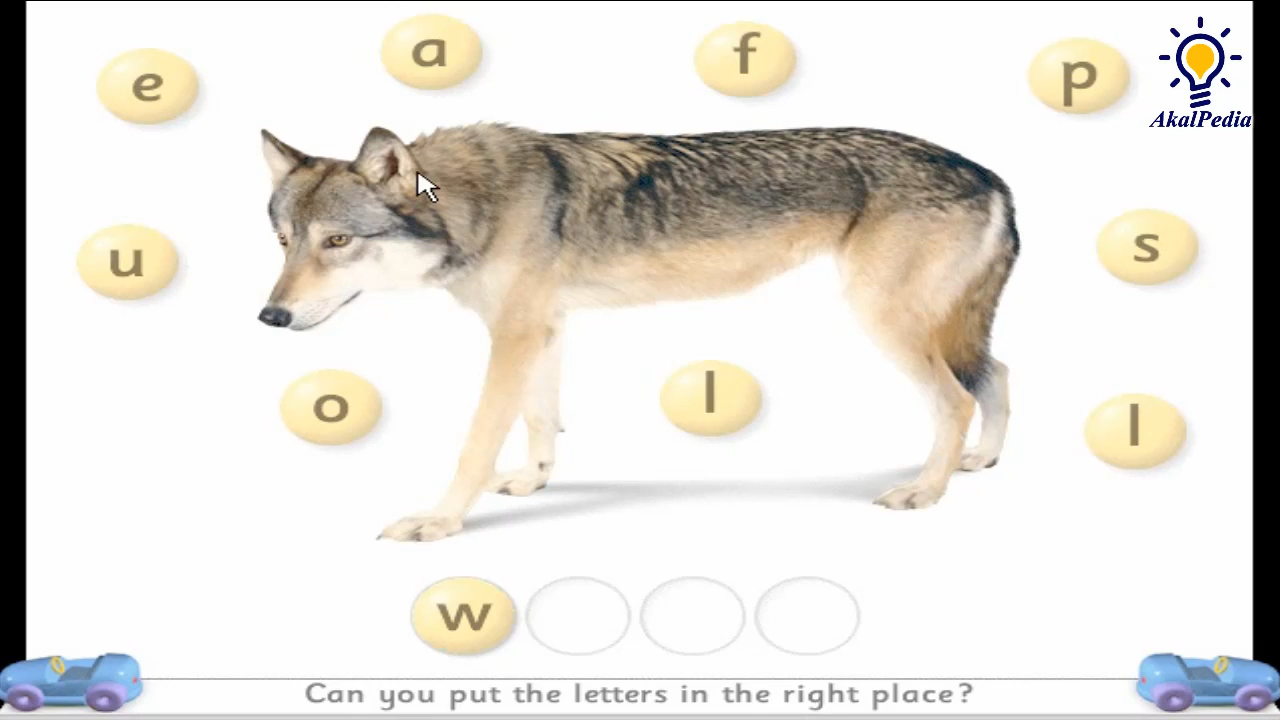 e
a
f
p
AkalPedia
u
s
o
l
l
w
Can you put the letters in the right place?